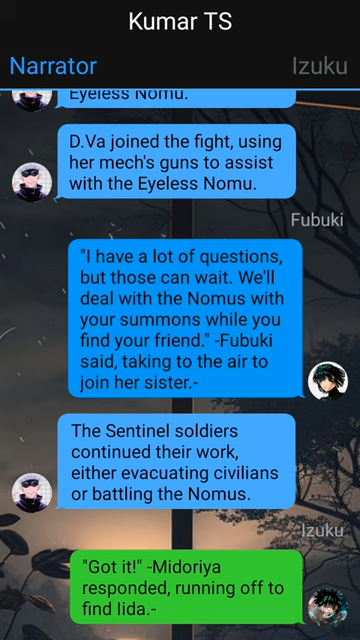 Kumar TS
Narrator
Izuku
Eyeless Nomu.
D.Va joined the fight, using
her mech's guns to assist
with the Eyeless Nomu.
Fubuki
"I have a lot of questions,
but those can wait. We'll
deal with the Nomus with
your summons while you
find your friend." -Fubuki
said, taking to the air to
join her sister.-
The Sentinel soldiers
continued their work,
either evacuating civilians
or battling the Nomus.
Izuku
"Got it!" -Midoriya
responded, running off to
find Iida.-